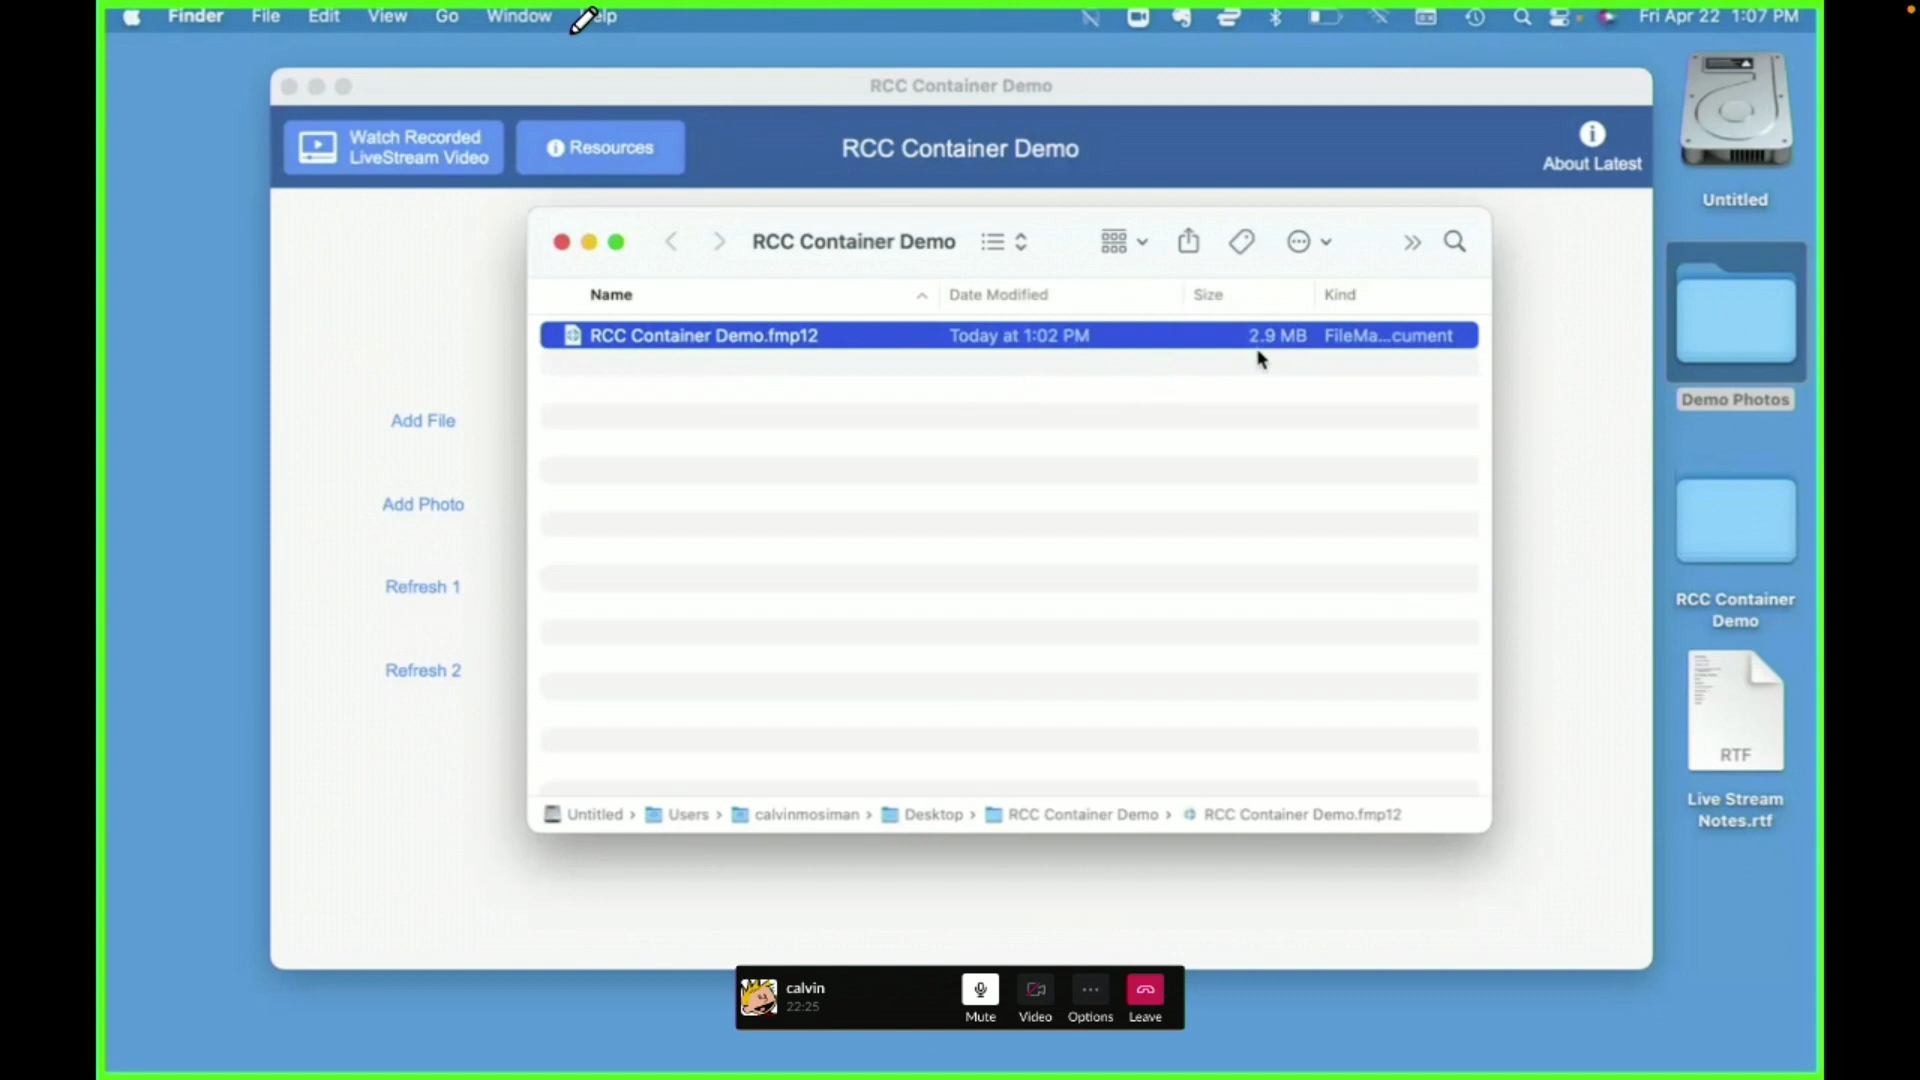 Finder File Edit View Go Window Help Fri Apr 22 1:07 PM
RCC Container Demo
Watch Recorded
LiveStream Video
Resources
RCC Container Demo
About Latest
RCC Container Demo
Name Date Modified Size Kind
RCC Container Demo.fmp12 Today at 1:02 PM 2.9 MB FileMa...cument
Add File
Add Photo
Refresh 1
Refresh 2
Untitled › Users › calvinmosiman › Desktop › RCC Container Demo › RCC Container Demo.fmp12
Untitled
Demo Photos
RCC Container
Demo
RTF
Live Stream
Notes.rtf
calvin
22:25
Mute Video Options Leave